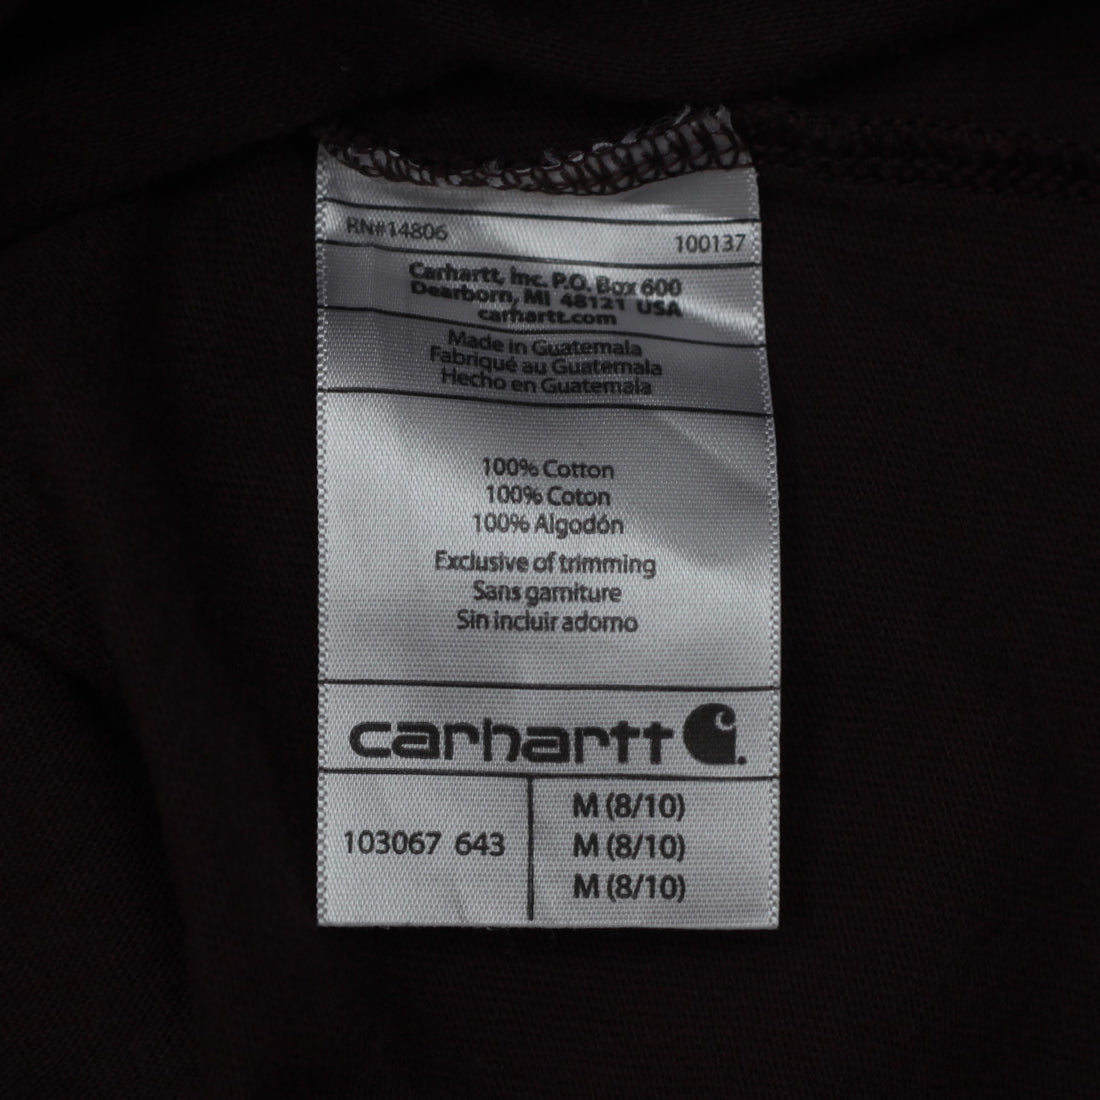 RN#14806 100137
Carhartt, Inc. P.O. Box 600
Dearborn, MI 48121 USA
carhartt.com
Made in Guatemala
Fabriqué au Guatemala
Hecho en Guatemala
100% Cotton
100% Coton
100% Algodón
Exclusive of trimming
Sans garniture
Sin incluir adorno
carhartt
103067 643
M (8/10)
M (8/10)
M (8/10)